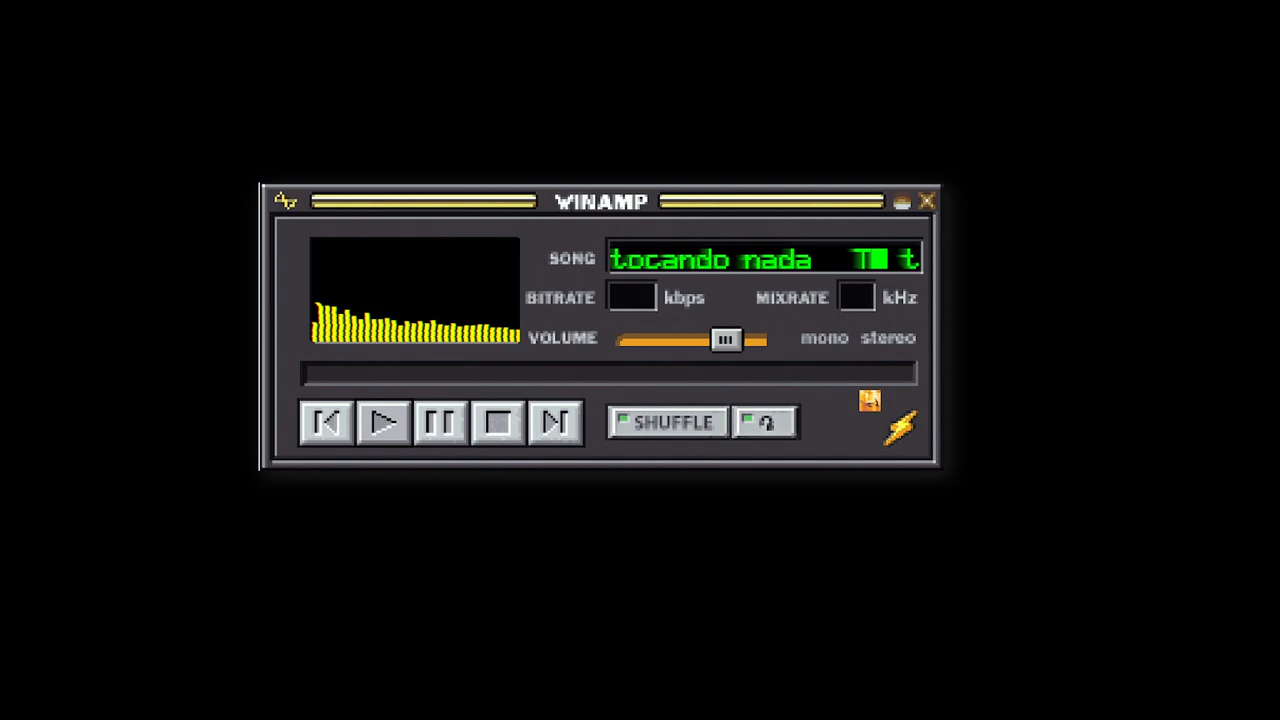 WINAMP
SONG tocando nada T t
BITRATE kbps MIXRATE kHz
VOLUME mono stereo
SHUFFLE